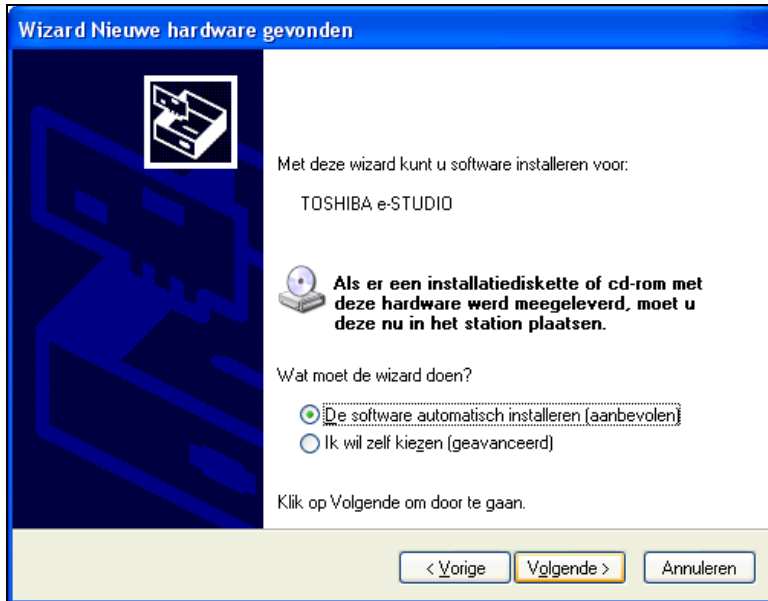 Wizard Nieuwe hardware gevonden
Met deze wizard kunt u software installeren voor:
TOSHIBA e-STUDIO
Als er een installatiediskette of cd-rom met
deze hardware werd meegeleverd, moet u
deze nu in het station plaatsen.
Wat moet de wizard doen?
De software automatisch installeren (aanbevolen)
Ik wil zelf kiezen (geavanceerd)
Klik op Volgende om door te gaan.
< Vorige
Volgende >
Annuleren